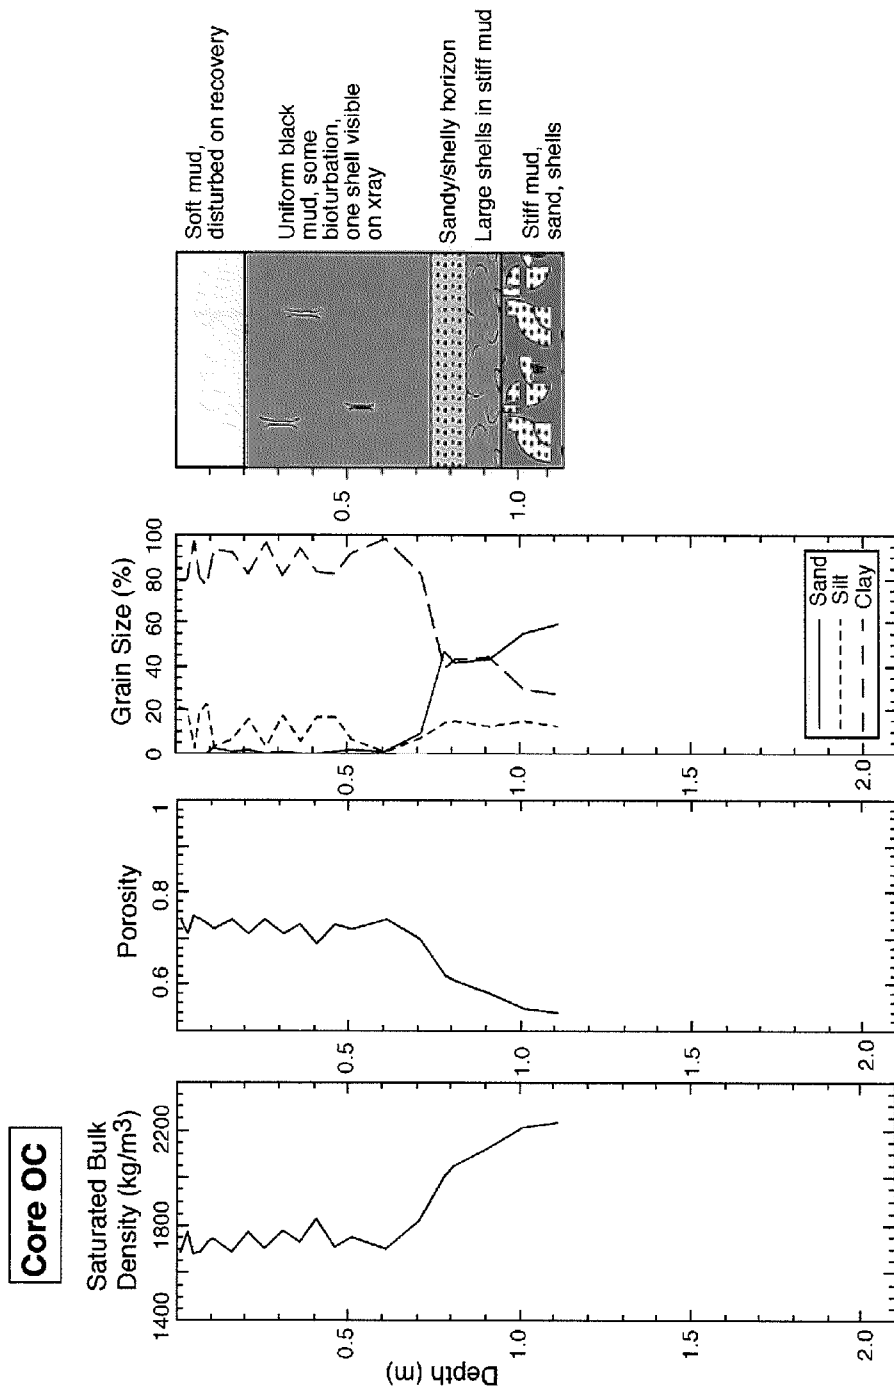 Core OC
Saturated Bulk
Density (kg/m³)
1400 1800 2200
Depth (m)
0.5
1.0
1.5
2.0
Porosity
0.6 0.8 1
0.5
1.0
1.5
2.0
Grain Size (%)
0 20 40 60 80 100
0.5
1.0
1.5
2.0
Sand
Silt
Clay
0.5
1.0
Soft mud,
disturbed on recovery
Uniform black
mud, some
bioturbation,
one shell visible
on xray
Sandy/shelly horizon
Large shells in stiff mud
Stiff mud,
sand, shells